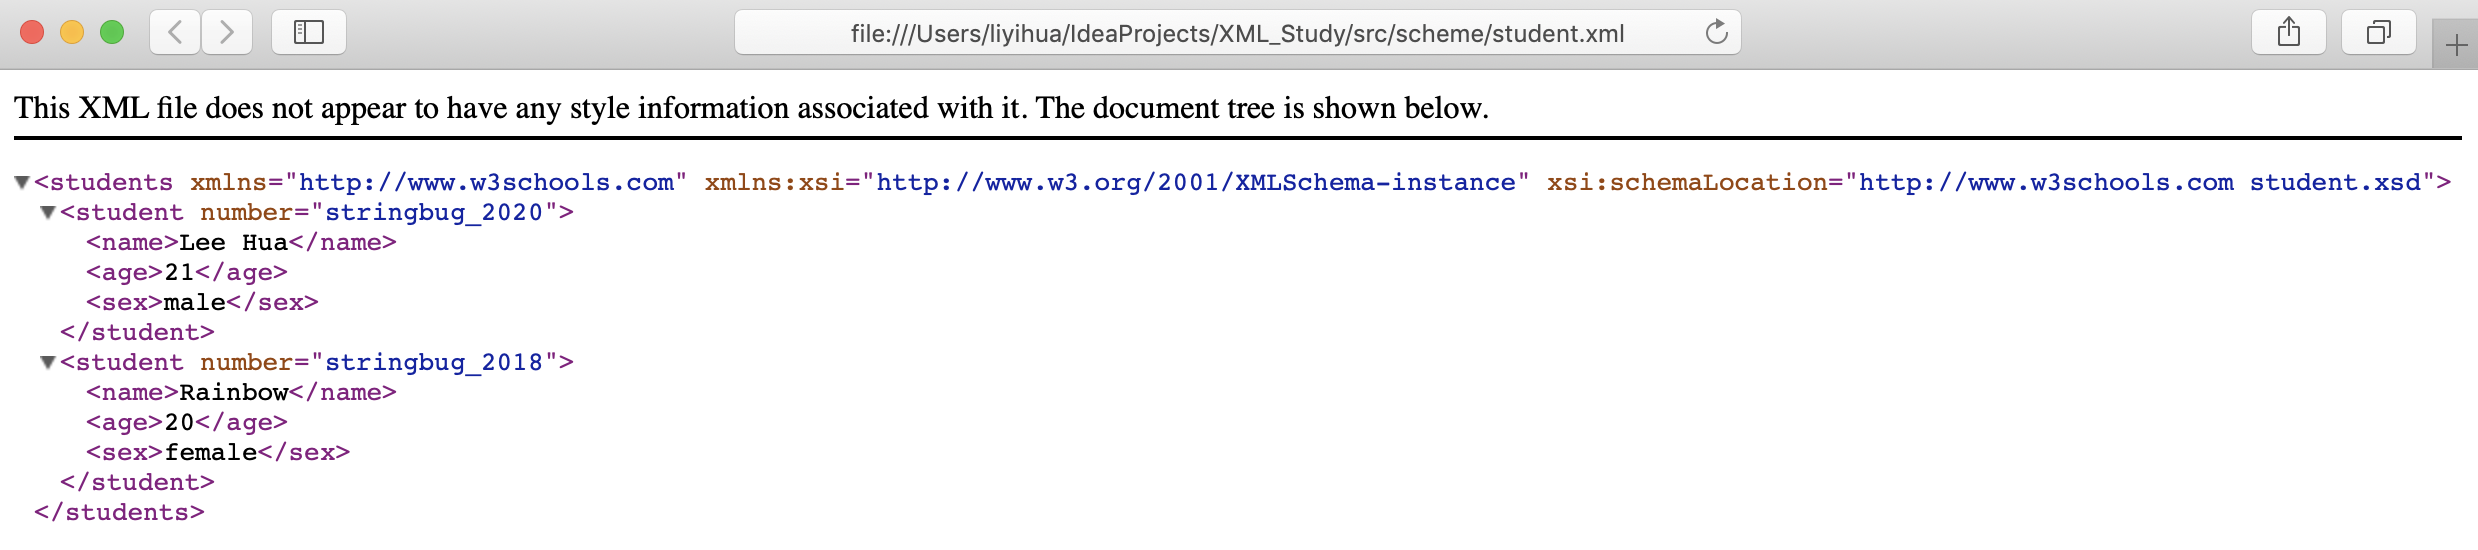 file:///Users/liyihua/IdeaProjects/XML_Study/src/scheme/student.xml
This XML file does not appear to have any style information associated with it. The document tree is shown below.
<students xmlns="http://www.w3schools.com" xmlns:xsi="http://www.w3.org/2001/XMLSchema-instance" xsi:schemaLocation="http://www.w3schools.com student.xsd">
<student number="stringbug_2020">
<name>Lee Hua</name>
<age>21</age>
<sex>male</sex>
</student>
<student number="stringbug_2018">
<name>Rainbow</name>
<age>20</age>
<sex>female</sex>
</student>
</students>